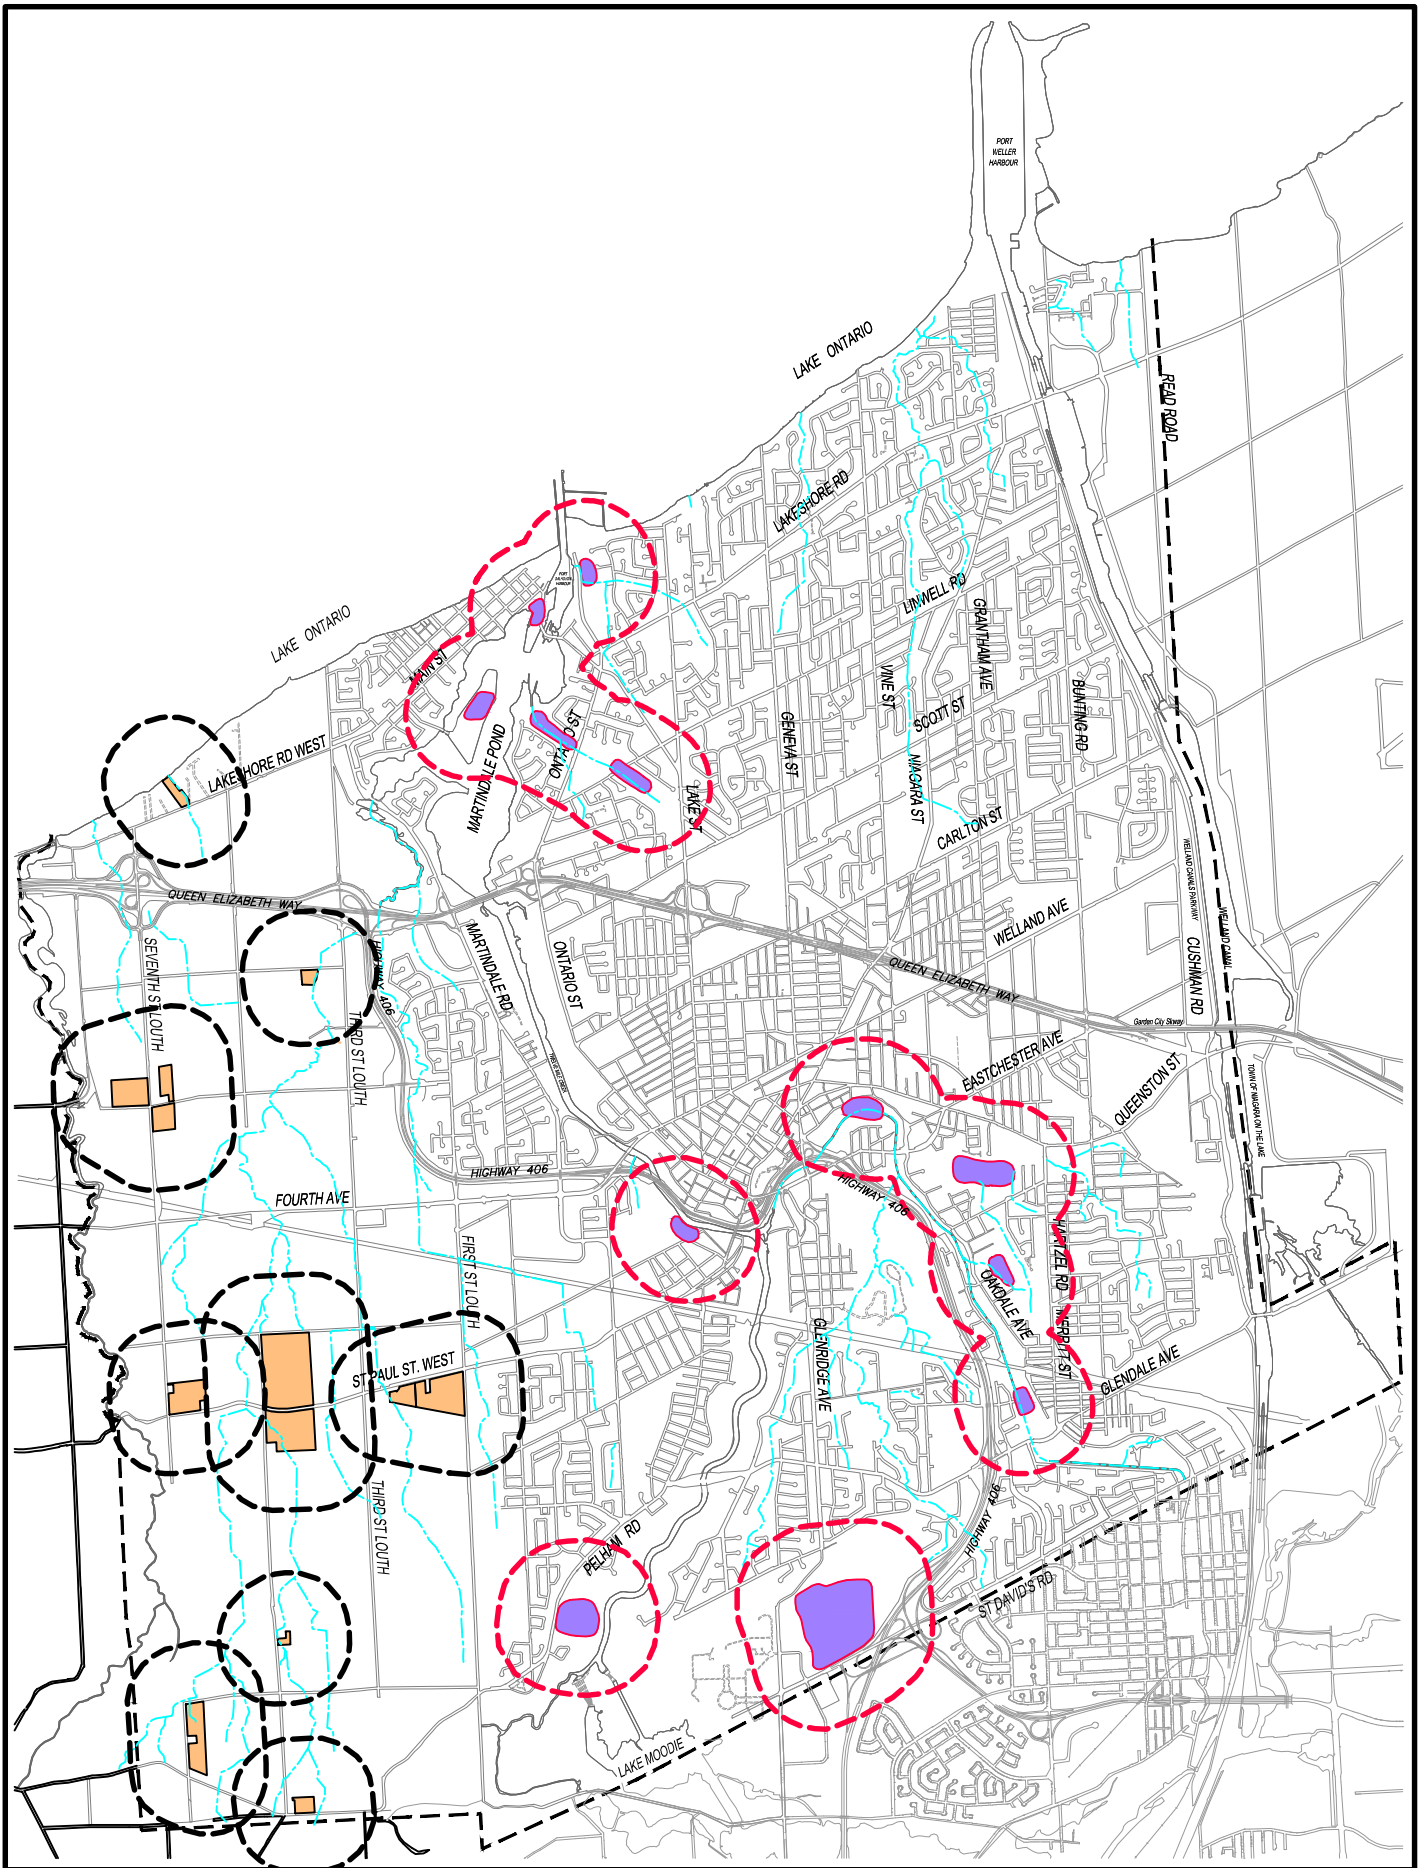 PORT
WELLER
HARBOUR
LAKE ONTARIO
READ ROAD
LAKESHORE RD
LINWELL RD
GRANTHAM AVE
LAKE ONTARIO
MAIN ST
VINE ST
SCOTT ST
BUNTING RD
GENEVA ST
NIAGARA ST
LAKESHORE RD WEST
MARTINDALE POND
ONTARIO ST
LAKE ST
CARLTON ST
WELLAND CANALS PARKWAY
WELLAND CANAL
QUEEN ELIZABETH WAY
WELLAND AVE
CUSHMAN RD
SEVENTH ST LOUTH
HIGHWAY 406
MARTINDALE RD
ONTARIO ST
QUEEN ELIZABETH WAY
Garden City Skway
THIRD ST LOUTH
EASTCHESTER AVE
QUEENSTON ST
TOWN OF NIAGARA ON THE LAKE
HIGHWAY 406
HIGHWAY 406
FOURTH AVE
FIRST ST LOUTH
HARTZEL RD
OAKDALE AVE
MERRITT ST
GLENRIDGE AVE
ST PAUL ST. WEST
GLENDALE AVE
THIRD ST LOUTH
PELHAM RD
HIGHWAY 406
ST DAVID'S RD
LAKE MOODIE